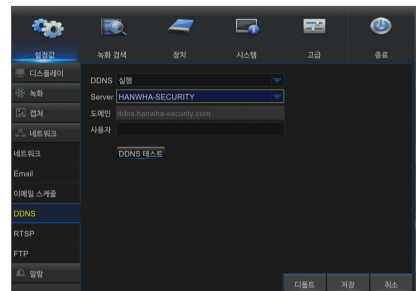 설정값 녹화 검색 장치 시스템 고급 종료
디스플레이
녹화
캡처
네트워크
네트워크
Email
이메일 스케쥴
DDNS
RTSP
FTP
알람
DDNS 실행
Server HANWHA-SECURITY
도메인 ddns.hanwha-security.com
사용자
DDNS 테스트
디폴트 저장 취소